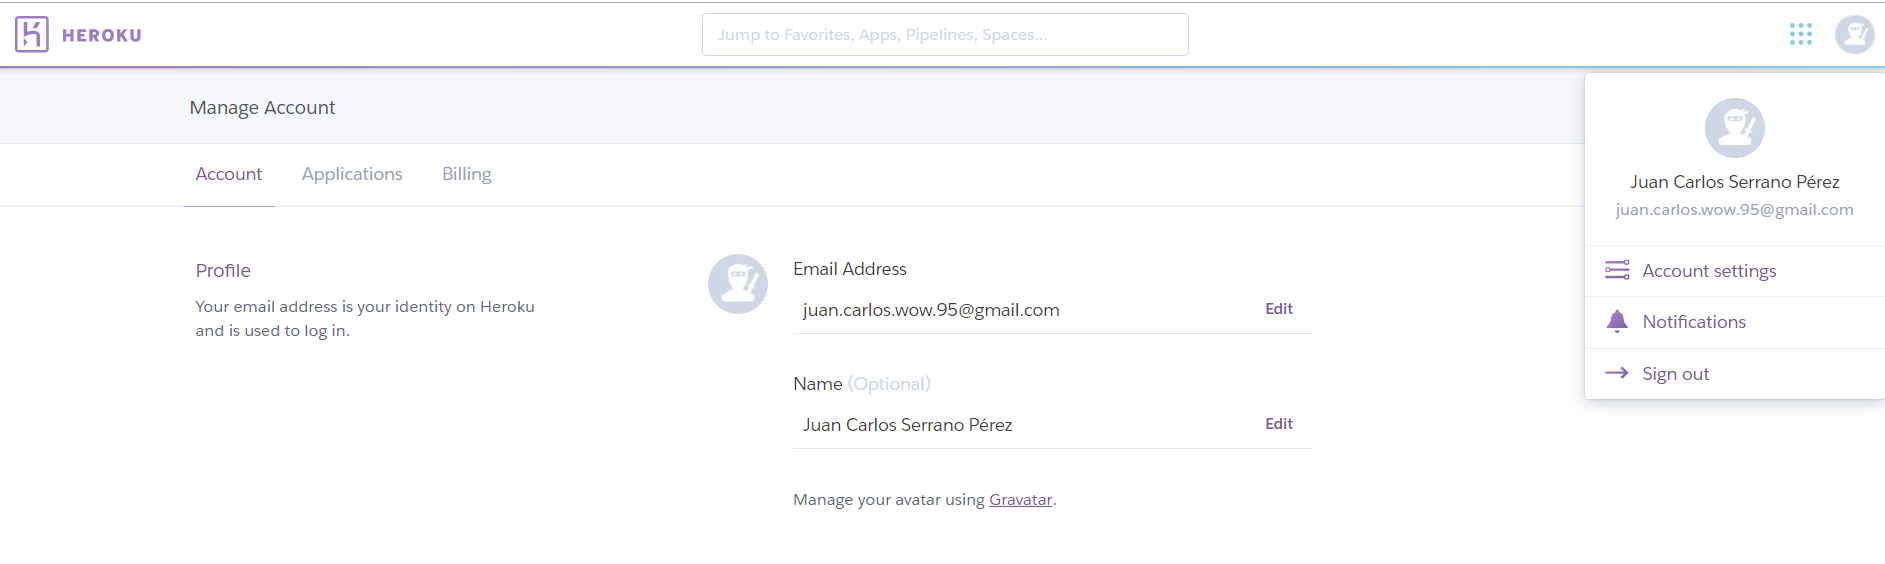 HEROKU
Jump to Favorites, Apps, Pipelines, Spaces...
Manage Account
Account Applications Billing
Profile
Your email address is your identity on Heroku
and is used to log in.
Email Address
juan.carlos.wow.95@gmail.com Edit
Name (Optional)
Juan Carlos Serrano Pérez Edit
Manage your avatar using Gravatar.
Juan Carlos Serrano Pérez
juan.carlos.wow.95@gmail.com
Account settings
Notifications
Sign out